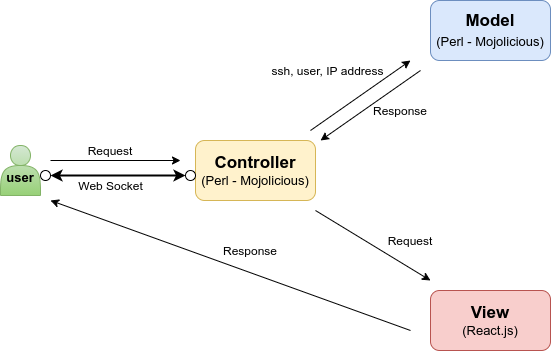 Model
(Perl - Mojolicious)
ssh, user, IP address
Response
Request
Controller
(Perl - Mojolicious)
user
Web Socket
Request
Response
View
(React.js)